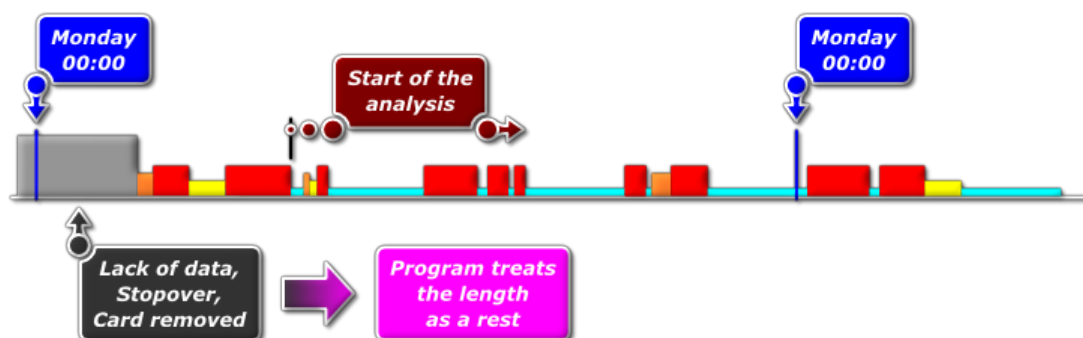 Monday
00:00
Monday
00:00
Start of the
analysis
Lack of data,
Stopover,
Card removed
Program treats
the length
as a rest